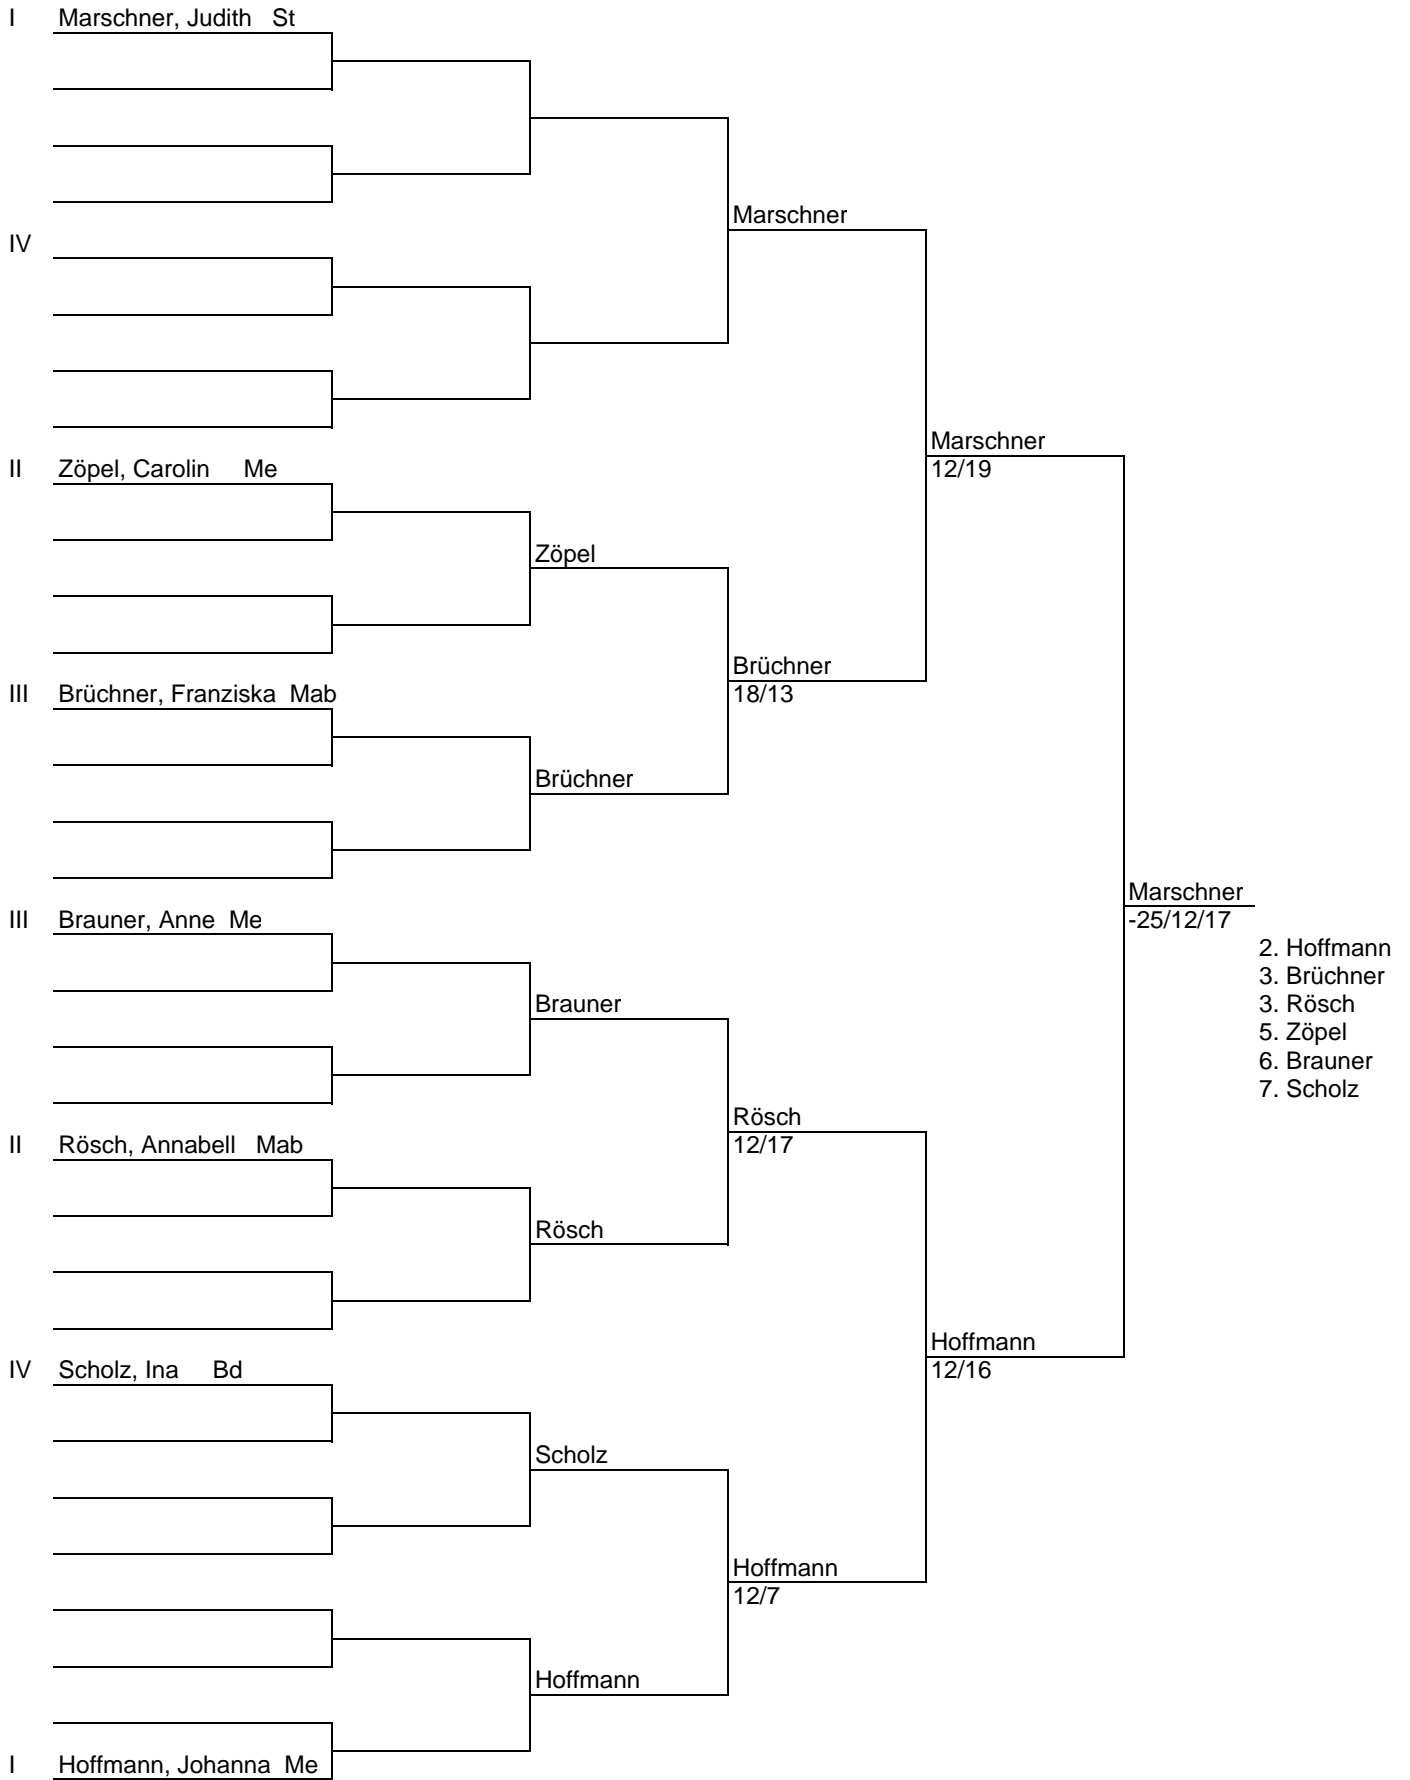 I Marschner, Judith St
Marschner
IV
Marschner
12/19
II Zöpel, Carolin Me
Zöpel
Brüchner
18/13
III Brüchner, Franziska Mab
Brüchner
Marschner
-25/12/17
III Brauner, Anne Me
2. Hoffmann
3. Brüchner
3. Rösch
5. Zöpel
6. Brauner
7. Scholz
Brauner
Rösch
12/17
II Rösch, Annabell Mab
Rösch
Hoffmann
12/16
IV Scholz, Ina Bd
Scholz
Hoffmann
12/7
Hoffmann
I Hoffmann, Johanna Me